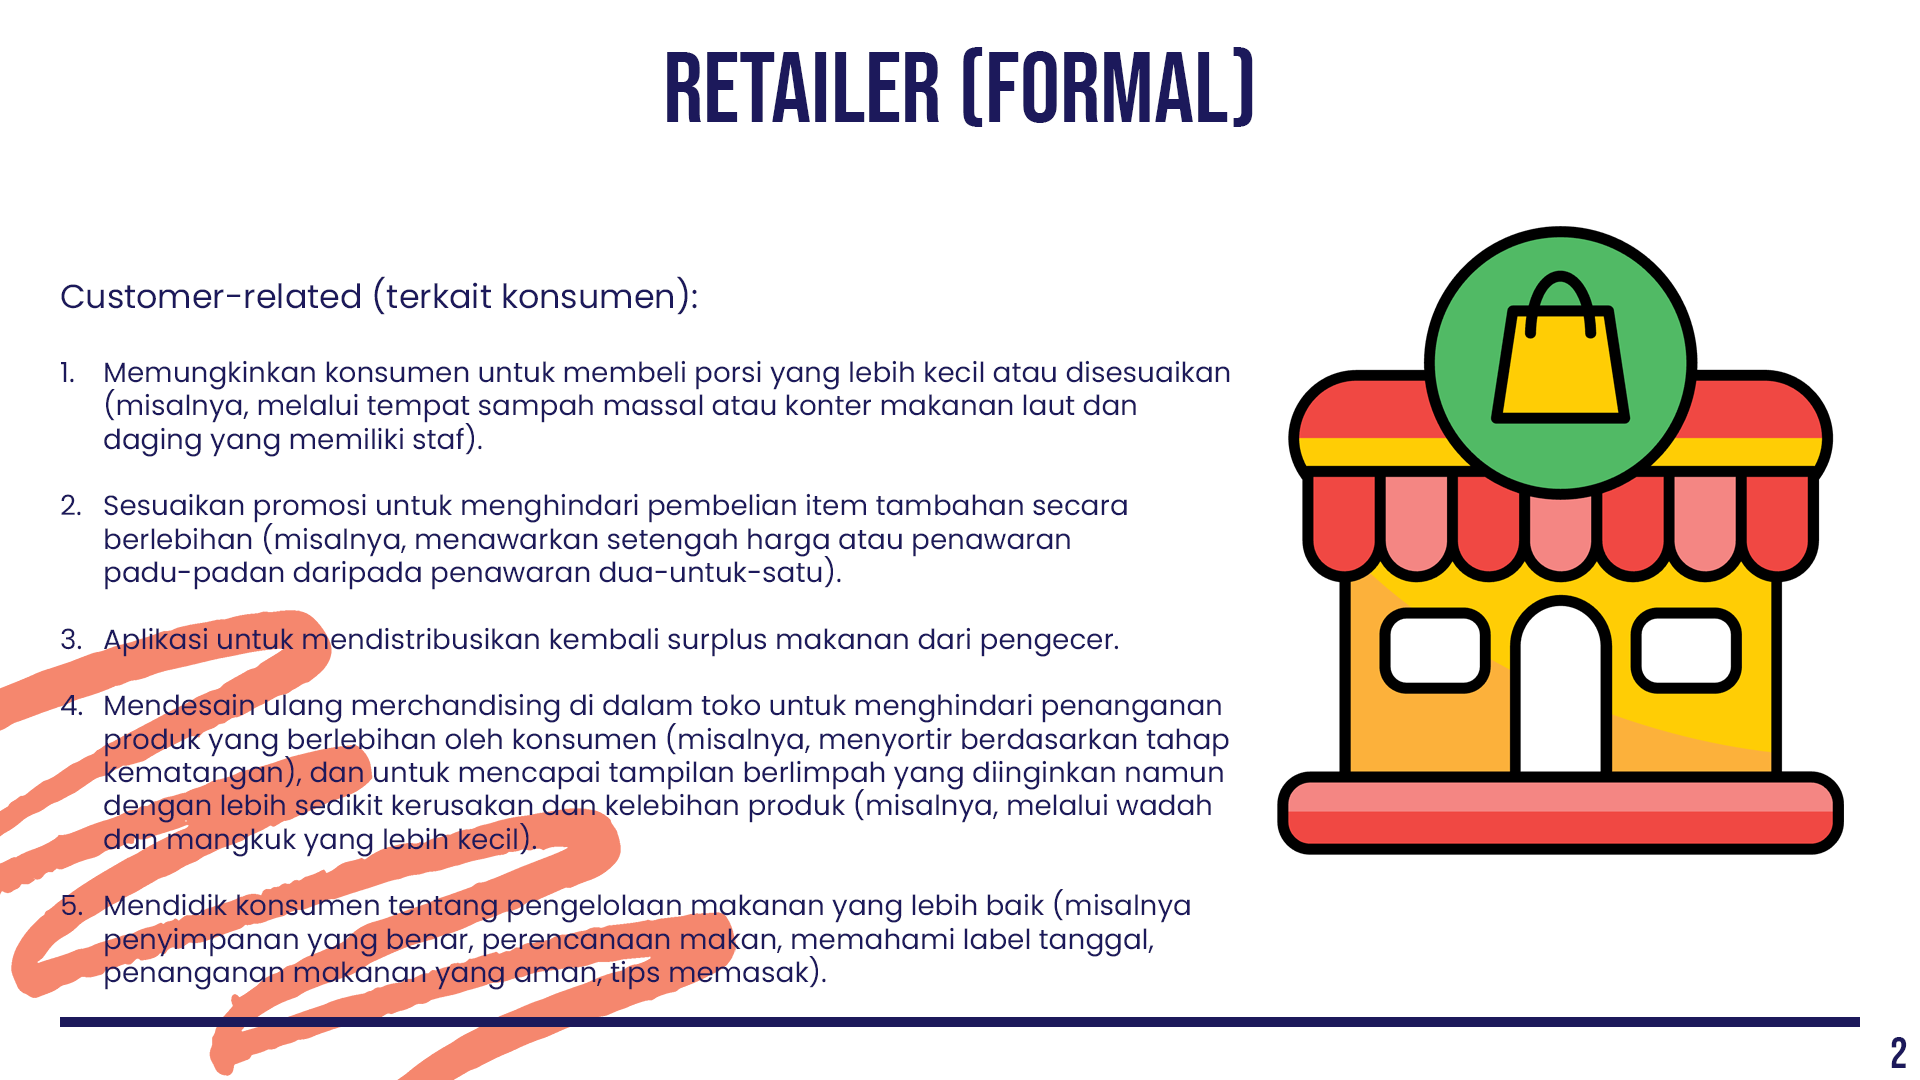 RETAILER (FORMAL)
Customer-related (terkait konsumen):
1. Memungkinkan konsumen untuk membeli porsi yang lebih kecil atau disesuaikan
(misalnya, melalui tempat sampah massal atau konter makanan laut dan
daging yang memiliki staf).
2. Sesuaikan promosi untuk menghindari pembelian item tambahan secara
berlebihan (misalnya, menawarkan setengah harga atau penawaran
padu-padan daripada penawaran dua-untuk-satu).
3. Aplikasi untuk mendistribusikan kembali surplus makanan dari pengecer.
4. Mendesain ulang merchandising di dalam toko untuk menghindari penanganan
produk yang berlebihan oleh konsumen (misalnya, menyortir berdasarkan tahap
kematangan), dan untuk mencapai tampilan berlimpah yang diinginkan namun
dengan lebih sedikit kerusakan dan kelebihan produk (misalnya, melalui wadah
dan mangkuk yang lebih kecil).
5. Mendidik konsumen tentang pengelolaan makanan yang lebih baik (misalnya
penyimpanan yang benar, perencanaan makan, memahami label tanggal,
penanganan makanan yang aman, tips memasak).
2